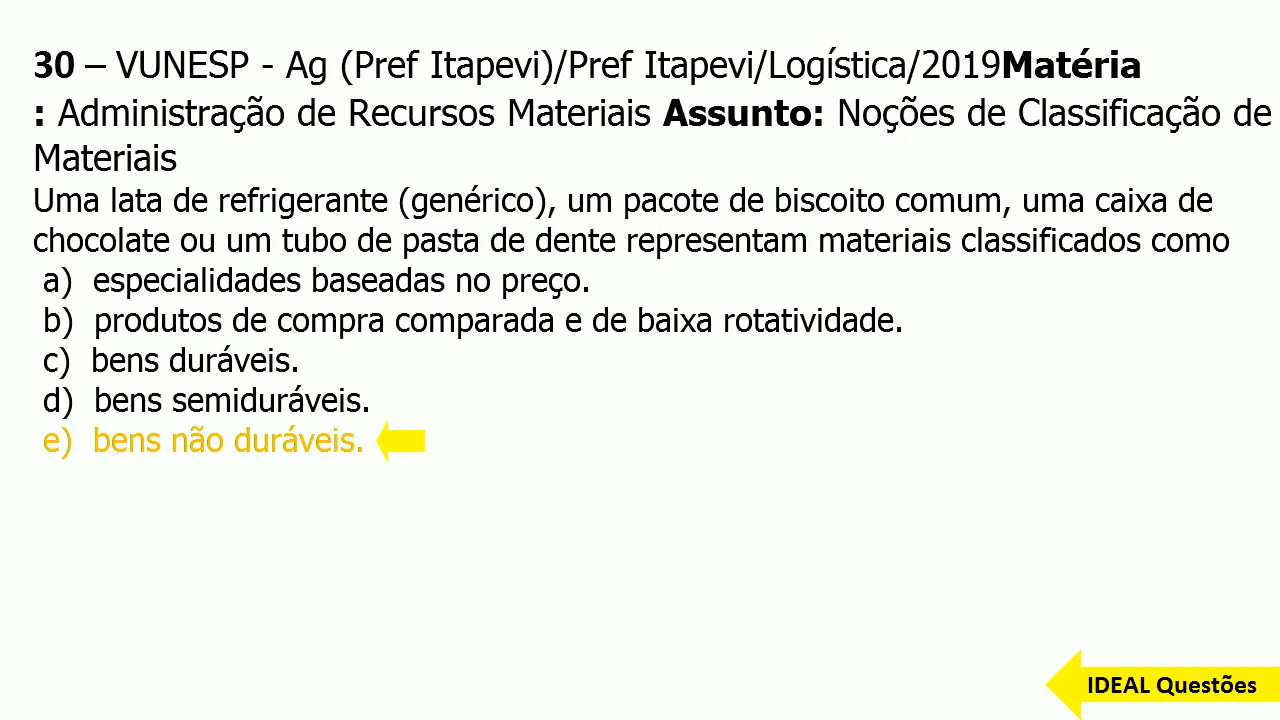 30 – VUNESP - Ag (Pref Itapevi)/Pref Itapevi/Logística/2019Matéria
: Administração de Recursos Materiais Assunto: Noções de Classificação de
Materiais
Uma lata de refrigerante (genérico), um pacote de biscoito comum, uma caixa de
chocolate ou um tubo de pasta de dente representam materiais classificados como
a) especialidades baseadas no preço.
b) produtos de compra comparada e de baixa rotatividade.
c) bens duráveis.
d) bens semiduráveis.
e) bens não duráveis.
IDEAL Questões